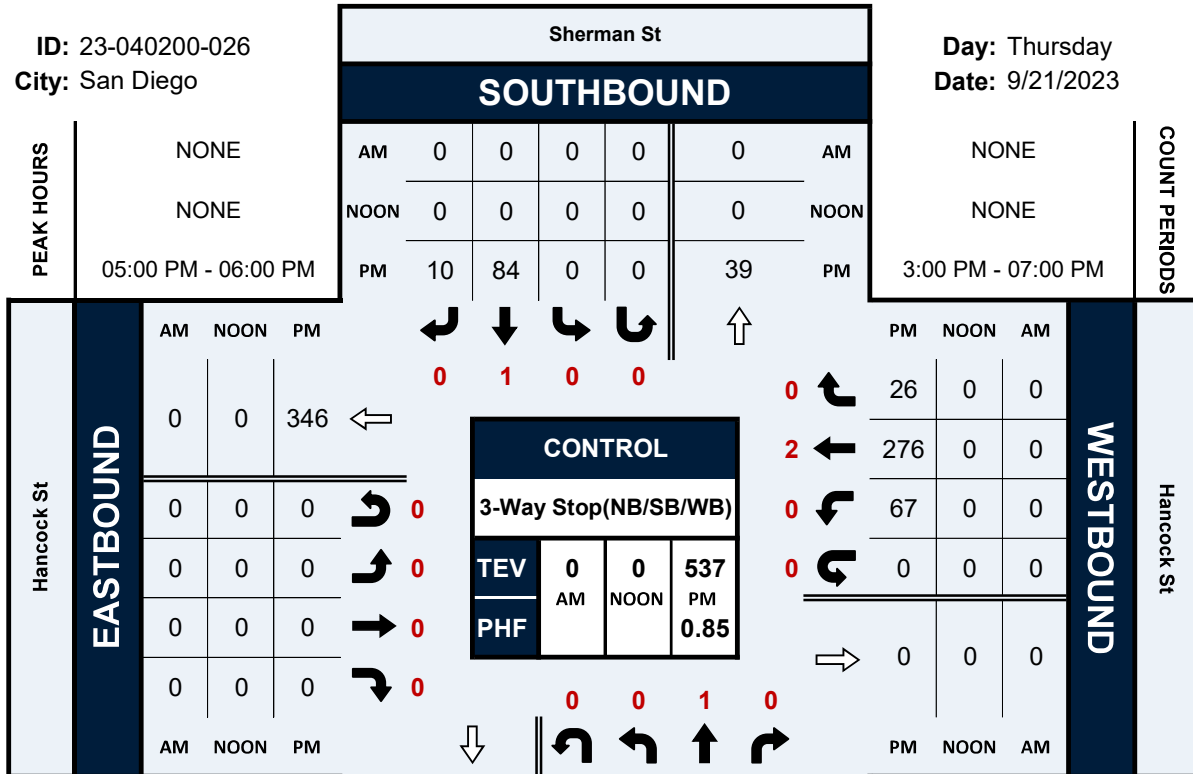 Sherman St
ID: 23-040200-026
City: San Diego
Day: Thursday
Date: 9/21/2023
SOUTHBOUND
PEAK HOURS
NONE
NONE
05:00 PM - 06:00 PM
AM 0 0 0 0 0 AM
NOON 0 0 0 0 0 NOON
PM 10 84 0 0 39 PM
NONE
NONE
3:00 PM - 07:00 PM
COUNT PERIODS
0 1 0 0
Hancock St
EASTBOUND
AM NOON PM
0 0 346
0 0 0 0
0 0 0 0
0 0 0 0
0 0 0 0
AM NOON PM
CONTROL
3-Way Stop(NB/SB/WB)
TEV 0 0 537
AM NOON PM
PHF 0.85
PM NOON AM
0 26 0 0
2 276 0 0
0 67 0 0
0 0 0 0
0 0 0
PM NOON AM
WESTBOUND
Hancock St
0 0 1 0